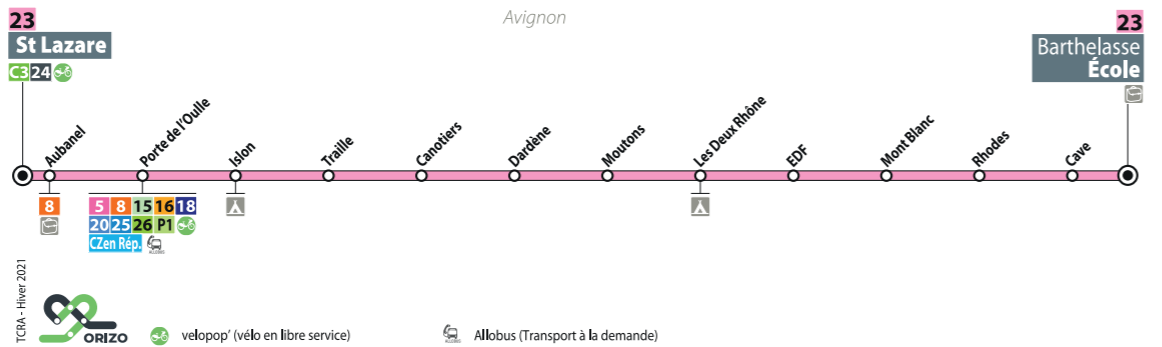 Avignon
23
St Lazare
C3 24
23
Barthelasse
École
Aubanel
Porte de l'Oulle
Islon
Traille
Canotiers
Dardène
Moutons
Les Deux Rhône
EDF
Mont Blanc
Rhodes
Cave
8
5 8 15 16 18
20 25 26 P1
CZen Rép.
ALLOBUS
TCRA - Hiver 2021
ORIZO
velopop' (vélo en libre service)
ALLOBUS
Allobus (Transport à la demande)